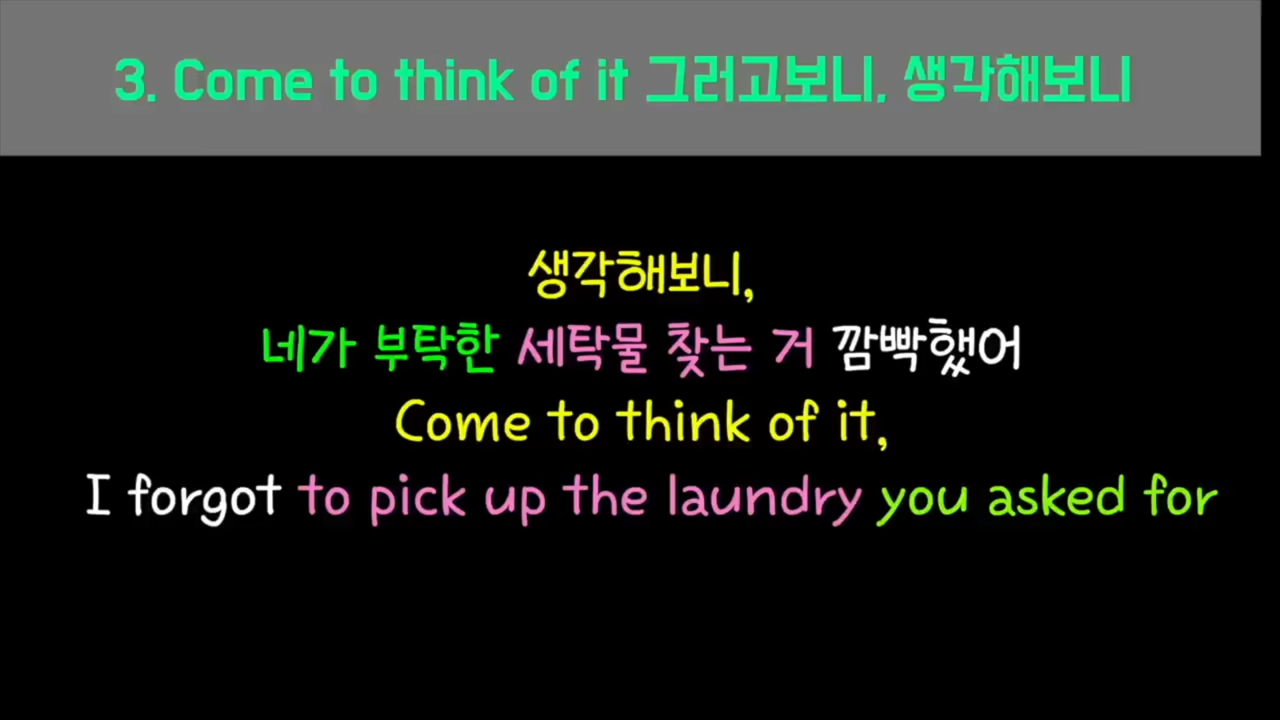 3. Come to think of it 그러고보니, 생각해보니
생각해보니,
네가 부탁한 세탁물 찾는 거 깜빡했어
Come to think of it,
I forgot to pick up the laundry you asked for